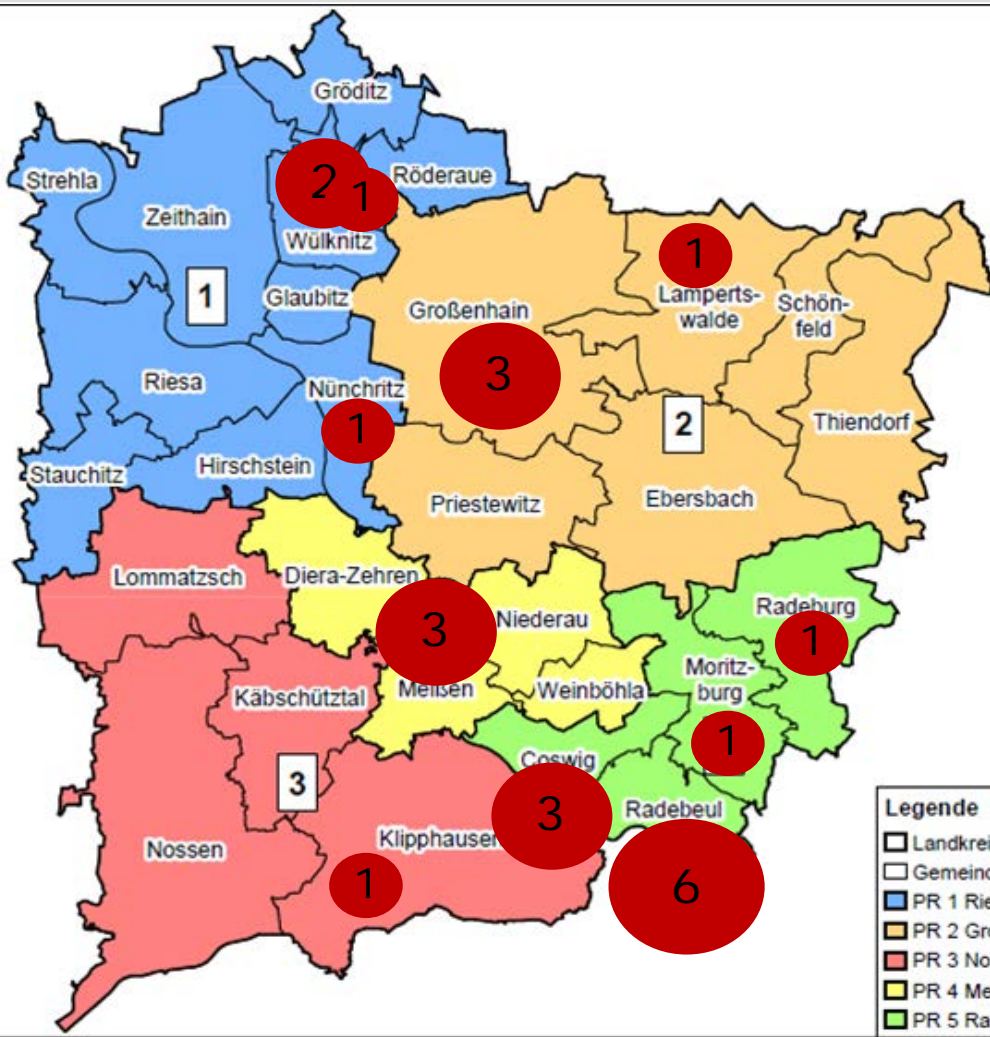 Gröditz
Strehla
2
1
Röderaue
Zeithain
Wülknitz
1
Glaubitz
1
Lamperts-
walde
Schön-
feld
Großenhain
3
Riesa
Nünchritz
1
2
Thiendorf
Stauchitz
Hirschstein
Priestewitz
Ebersbach
Lommatzsch
Diera-Zehren
3
Niederau
Radeburg
1
Moritz-
burg
Käbschütztal
Meißen
Weinböhla
1
3
Coswig
3
Radebeul
Nossen
Klipphausen
1
6
Legende
Landkrei
Gemeind
PR 1 Rie
PR 2 Gro
PR 3 No
PR 4 Me
PR 5 Ra